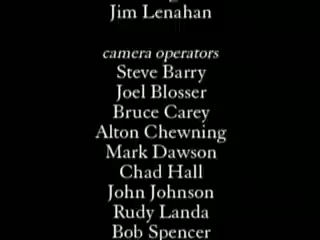 Jim Lenahan
camera operators
Steve Barry
Joel Blosser
Bruce Carey
Alton Chewning
Mark Dawson
Chad Hall
John Johnson
Rudy Landa
Bob Spencer